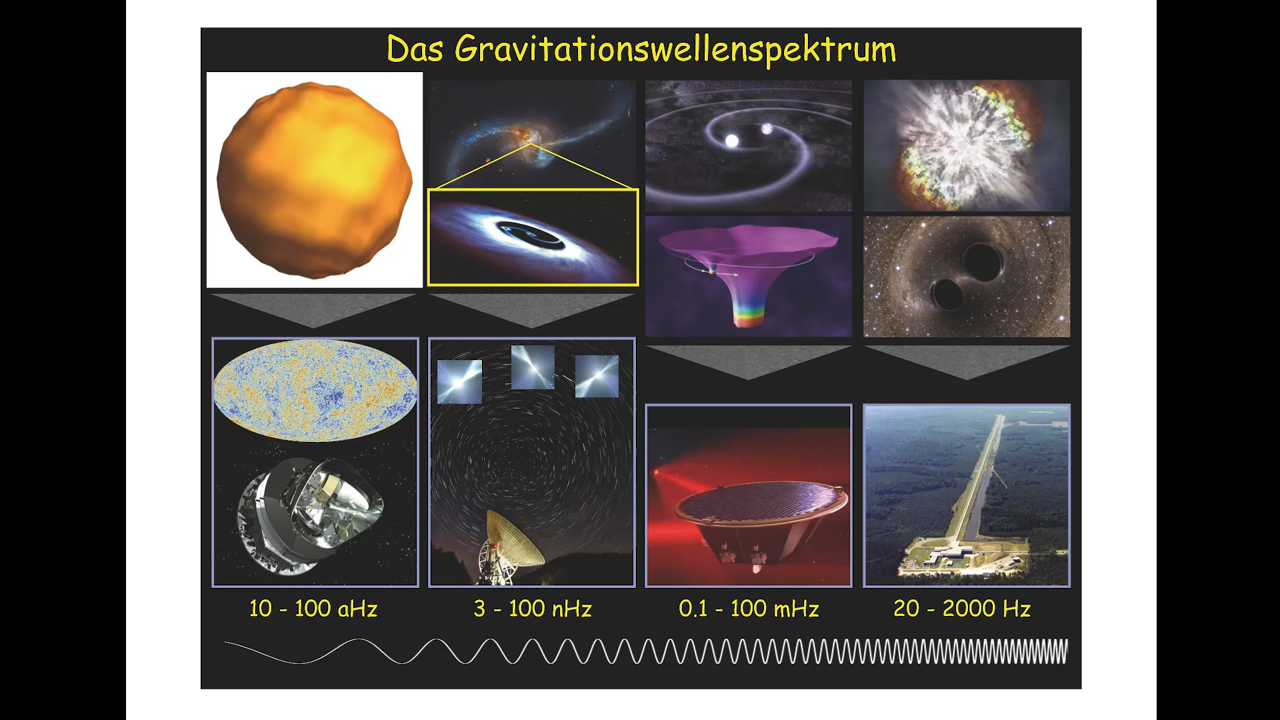 Das Gravitationswellenspektrum
10 - 100 aHz
3 - 100 nHz
0.1 - 100 mHz
20 - 2000 Hz